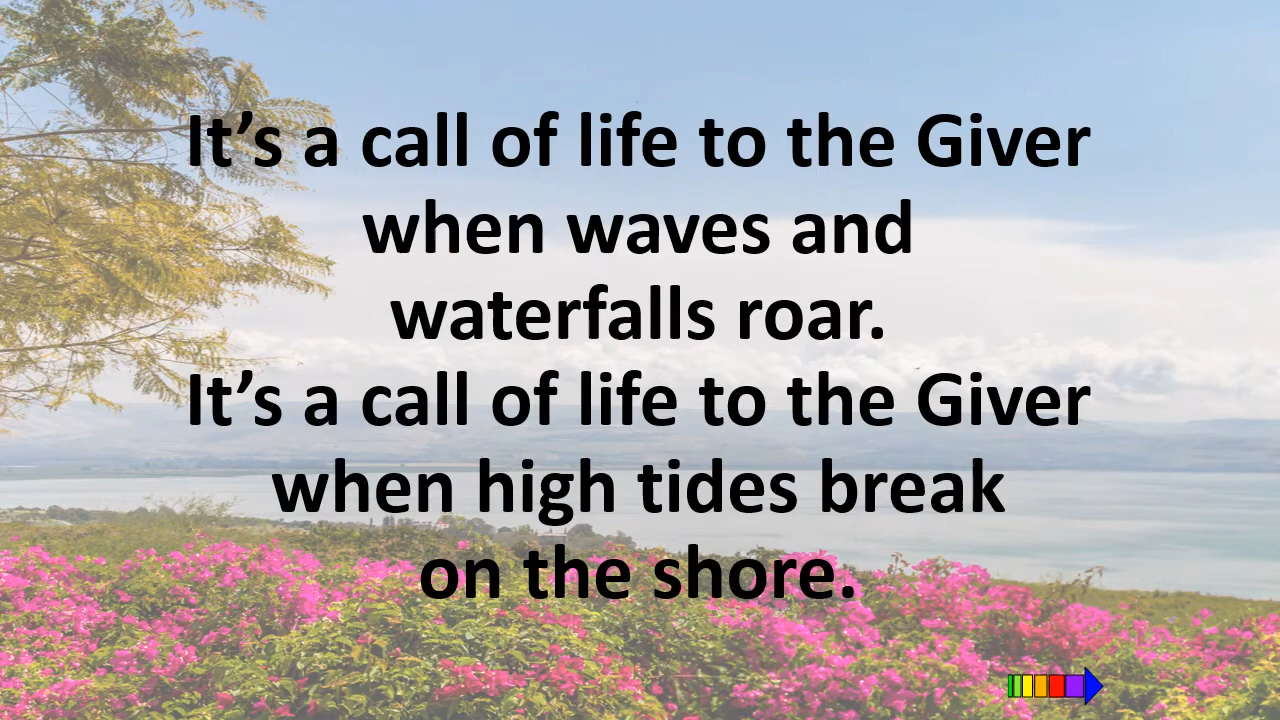 It’s a call of life to the Giver
when waves and
waterfalls roar.
It’s a call of life to the Giver
when high tides break
on the shore.